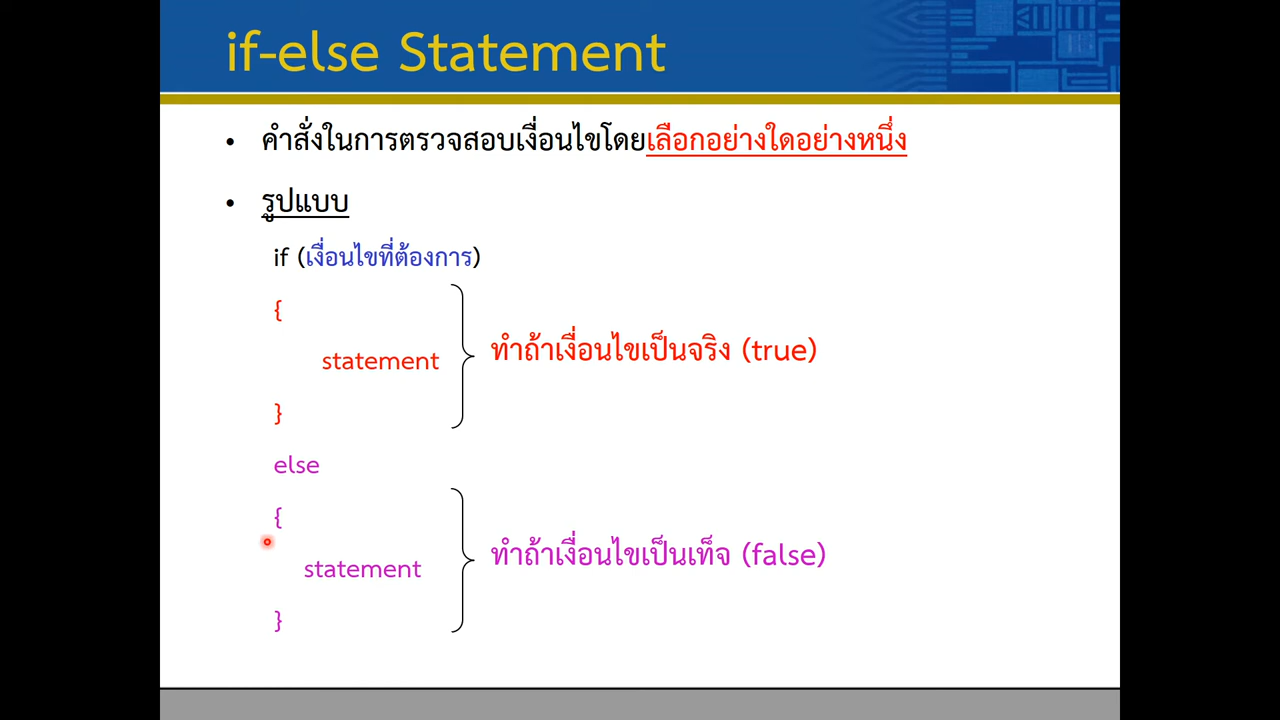 if-else Statement
• คำสั่งในการตรวจสอบเงื่อนไขโดยเลือกอย่างใดอย่างหนึ่ง
• รูปแบบ
if (เงื่อนไขที่ต้องการ)
{
statement
ทำถ้าเงื่อนไขเป็นจริง (true)
}
else
{
statement
ทำถ้าเงื่อนไขเป็นเท็จ (false)
}